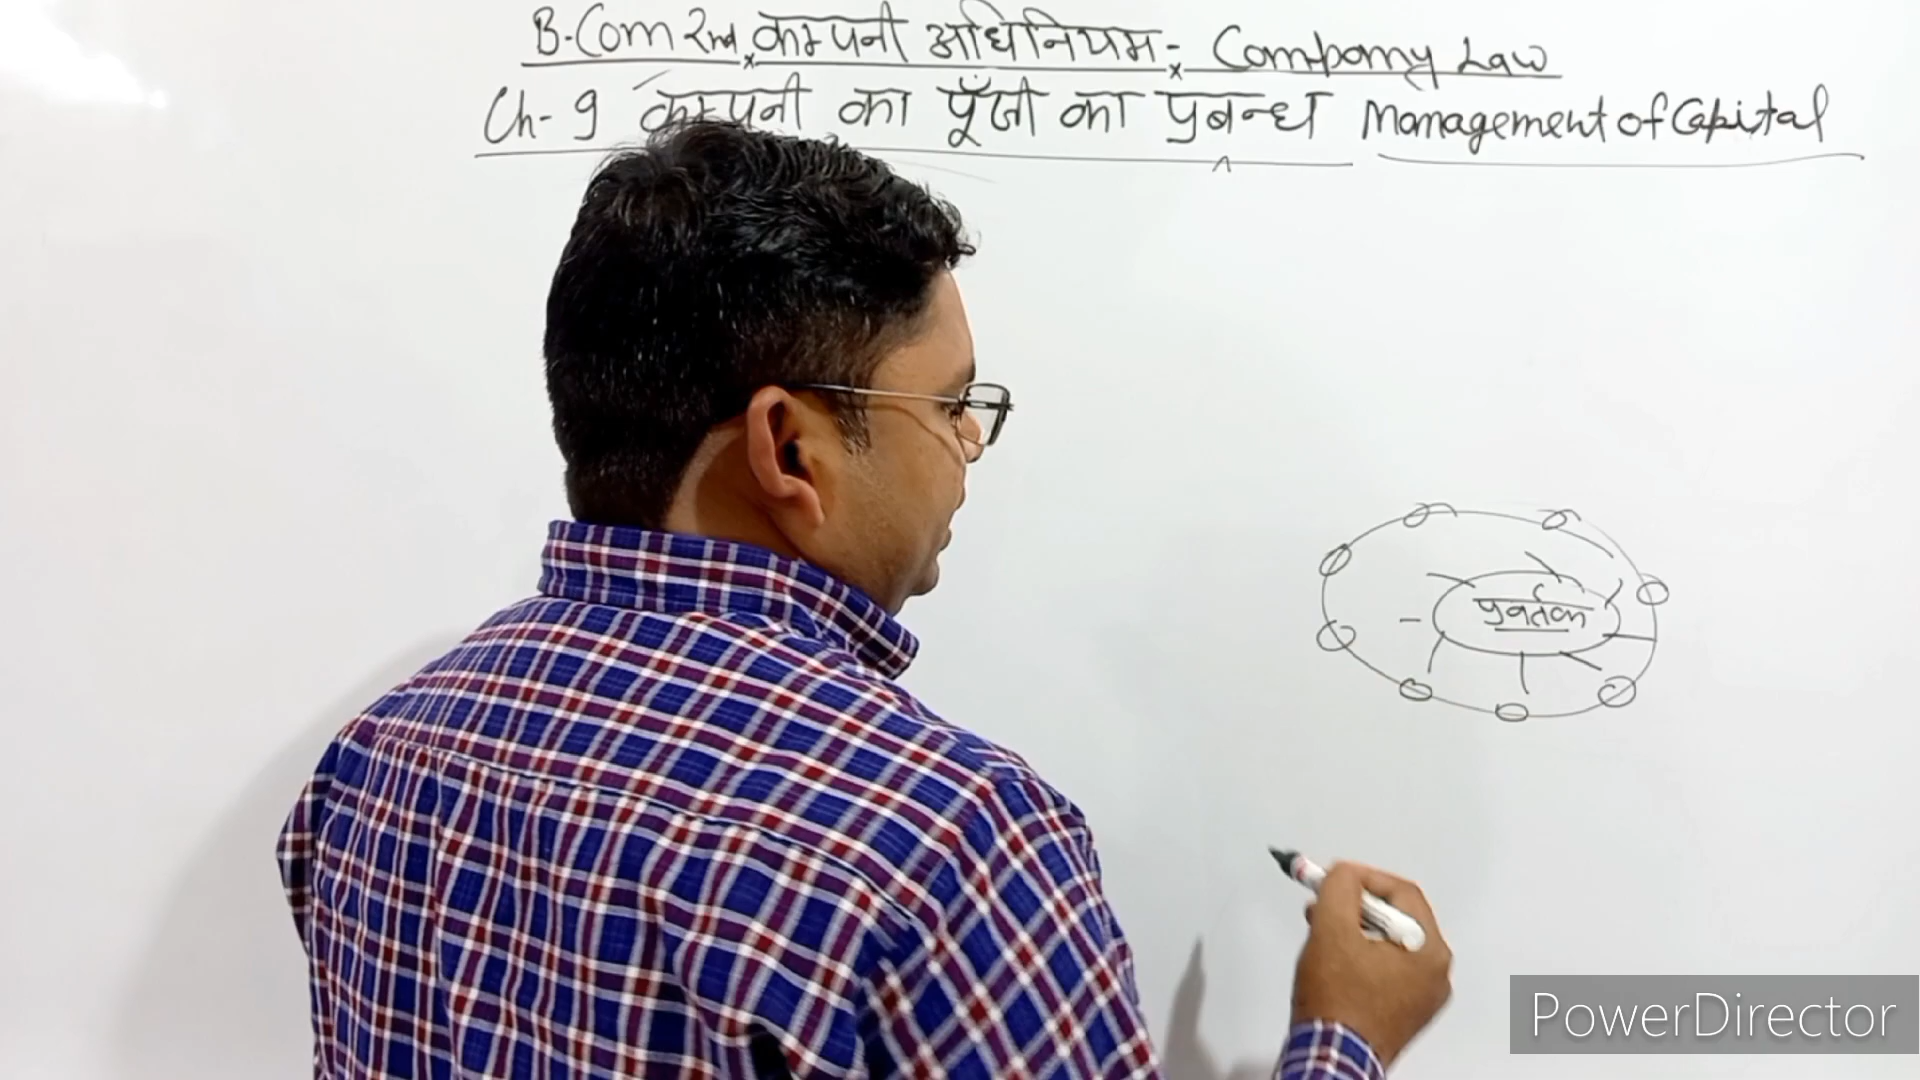 B.Com 2nd कम्पनी अधिनियम :- Company Law
Ch- 9 कम्पनी का पूँजी का प्रबन्ध Management of Capital
प्रवर्तक
PowerDirector